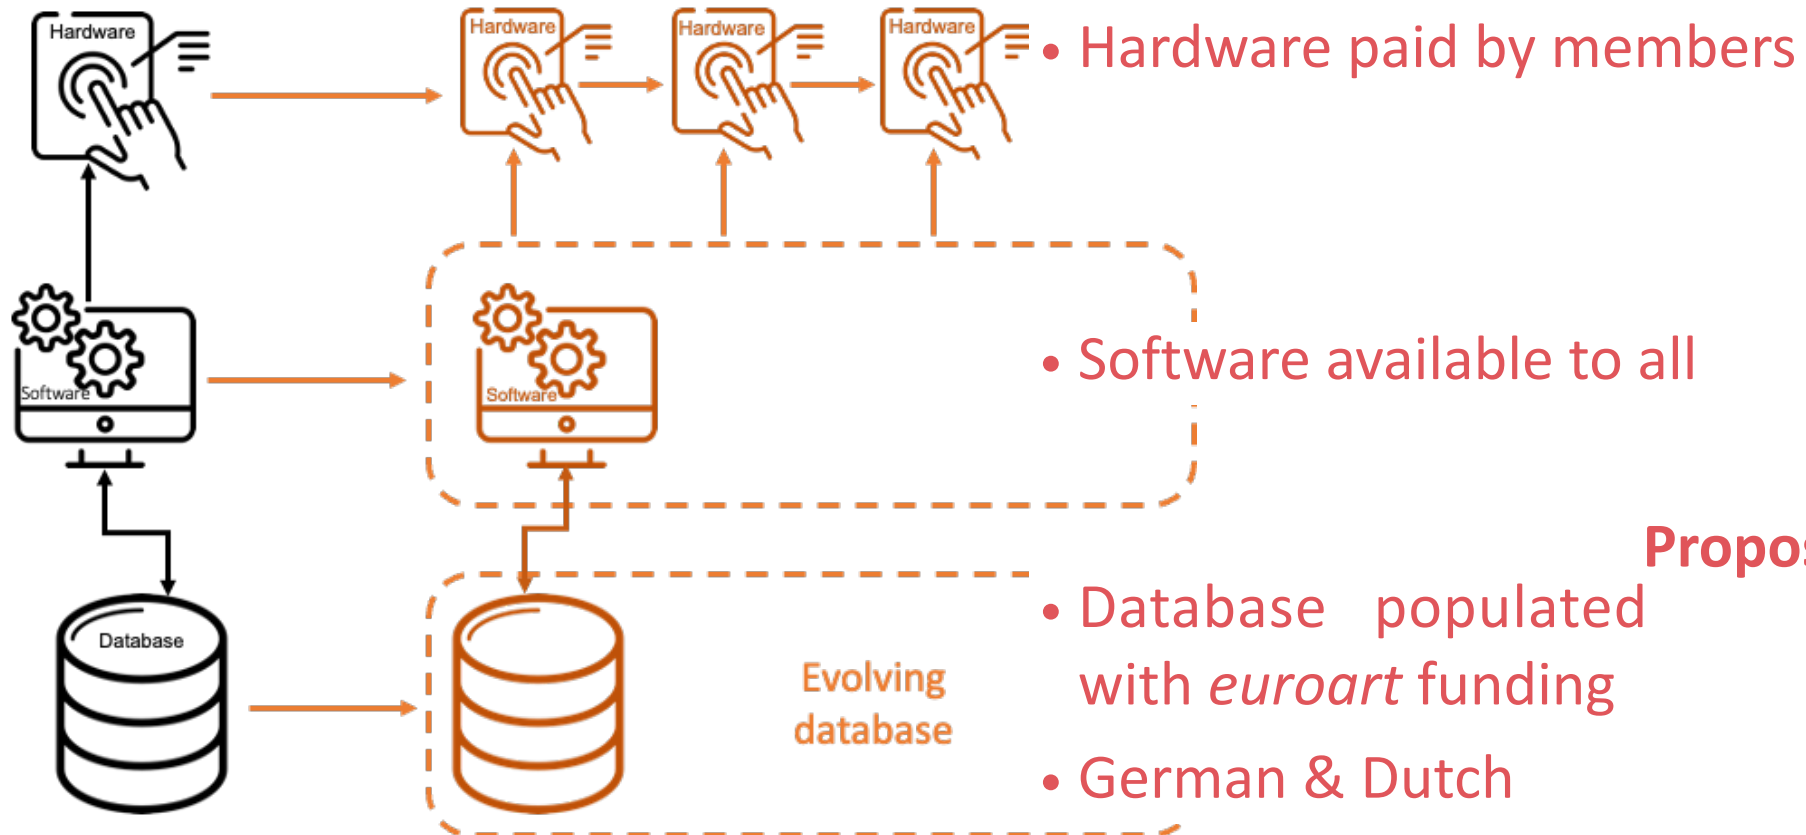 Hardware
Hardware
Hardware
Hardware
• Hardware paid by members
Software
Software
• Software available to all
Propos
Database
Evolving
database
• Database populated
with euroart funding
• German & Dutch